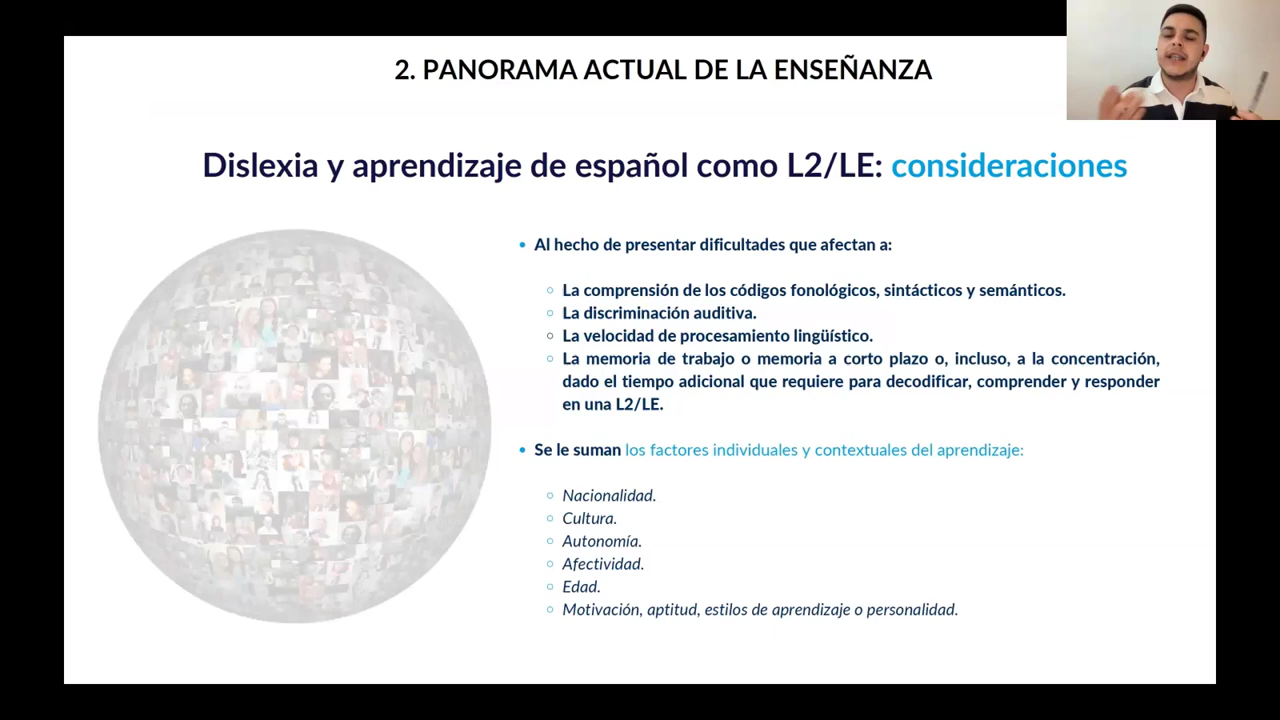 2. PANORAMA ACTUAL DE LA ENSEÑANZA
Dislexia y aprendizaje de español como L2/LE: consideraciones
• Al hecho de presentar dificultades que afectan a:
○ La comprensión de los códigos fonológicos, sintácticos y semánticos.
○ La discriminación auditiva.
○ La velocidad de procesamiento lingüístico.
○ La memoria de trabajo o memoria a corto plazo o, incluso, a la concentración,
dado el tiempo adicional que requiere para decodificar, comprender y responder
en una L2/LE.
• Se le suman los factores individuales y contextuales del aprendizaje:
○ Nacionalidad.
○ Cultura.
○ Autonomía.
○ Afectividad.
○ Edad.
○ Motivación, aptitud, estilos de aprendizaje o personalidad.